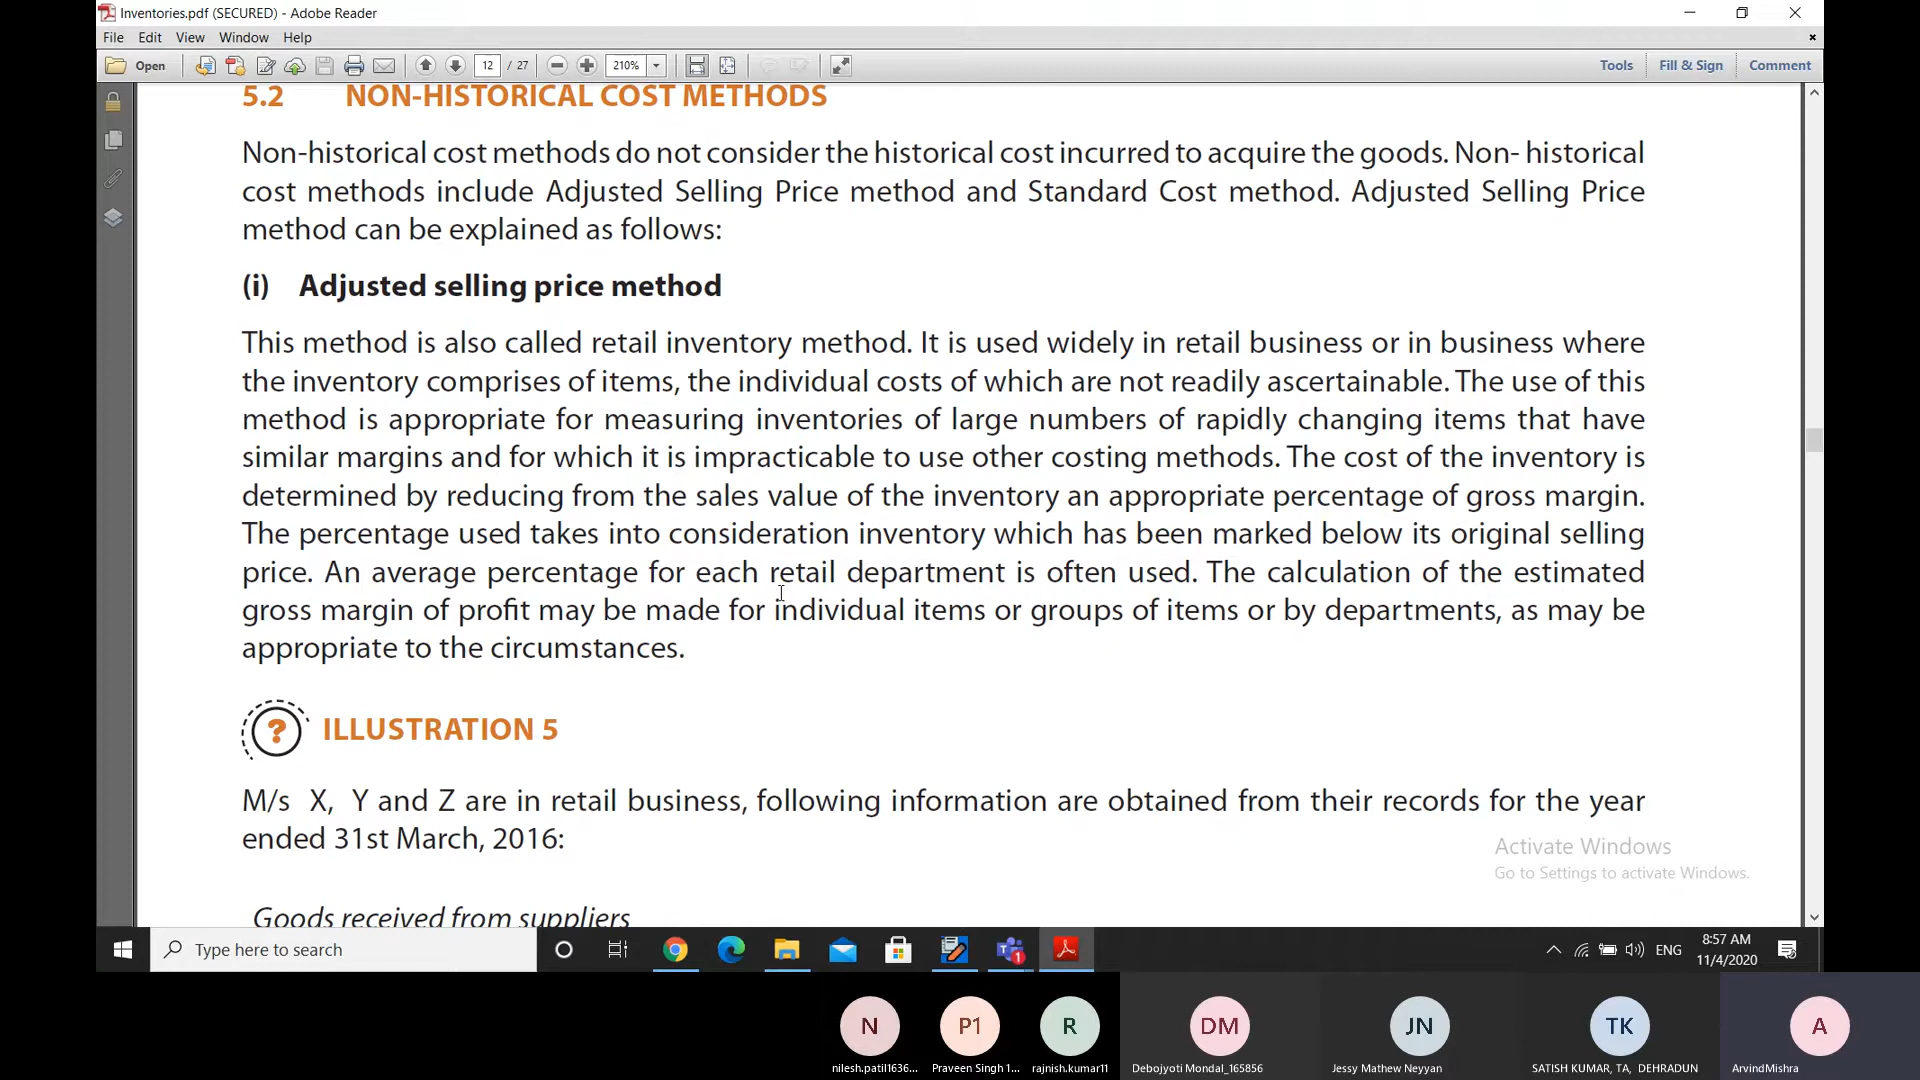 Inventories.pdf (SECURED) - Adobe Reader
File Edit View Window Help
Open 12 / 27 210% Tools Fill & Sign Comment
5.2 NON-HISTORICAL COST METHODS
Non-historical cost methods do not consider the historical cost incurred to acquire the goods. Non- historical
cost methods include Adjusted Selling Price method and Standard Cost method. Adjusted Selling Price
method can be explained as follows:
(i) Adjusted selling price method
This method is also called retail inventory method. It is used widely in retail business or in business where
the inventory comprises of items, the individual costs of which are not readily ascertainable. The use of this
method is appropriate for measuring inventories of large numbers of rapidly changing items that have
similar margins and for which it is impracticable to use other costing methods. The cost of the inventory is
determined by reducing from the sales value of the inventory an appropriate percentage of gross margin.
The percentage used takes into consideration inventory which has been marked below its original selling
price. An average percentage for each retail department is often used. The calculation of the estimated
gross margin of profit may be made for individual items or groups of items or by departments, as may be
appropriate to the circumstances.
? ILLUSTRATION 5
M/s X, Y and Z are in retail business, following information are obtained from their records for the year
ended 31st March, 2016:
Activate Windows
Go to Settings to activate Windows.
Goods received from suppliers
Type here to search 1 ENG 8:57 AM
11/4/2020
N P1 R DM JN TK A
nilesh.patil1636... Praveen Singh 1... rajnish.kumar11 Debojyoti Mondal_165856 Jessy Mathew Neyyan SATISH KUMAR, TA, DEHRADUN ArvindMishra